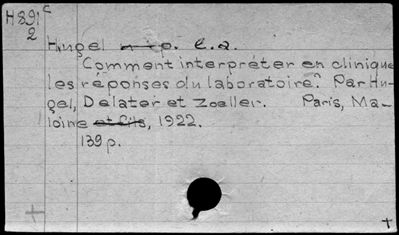 H891c
2
Hugel e.a.
Comment interpréter en clinique
les réponses du laboratoire? Par Hu-
gel, Delater et Zoeller. Paris, Ma-
loine et fils, 1922.
139 p.